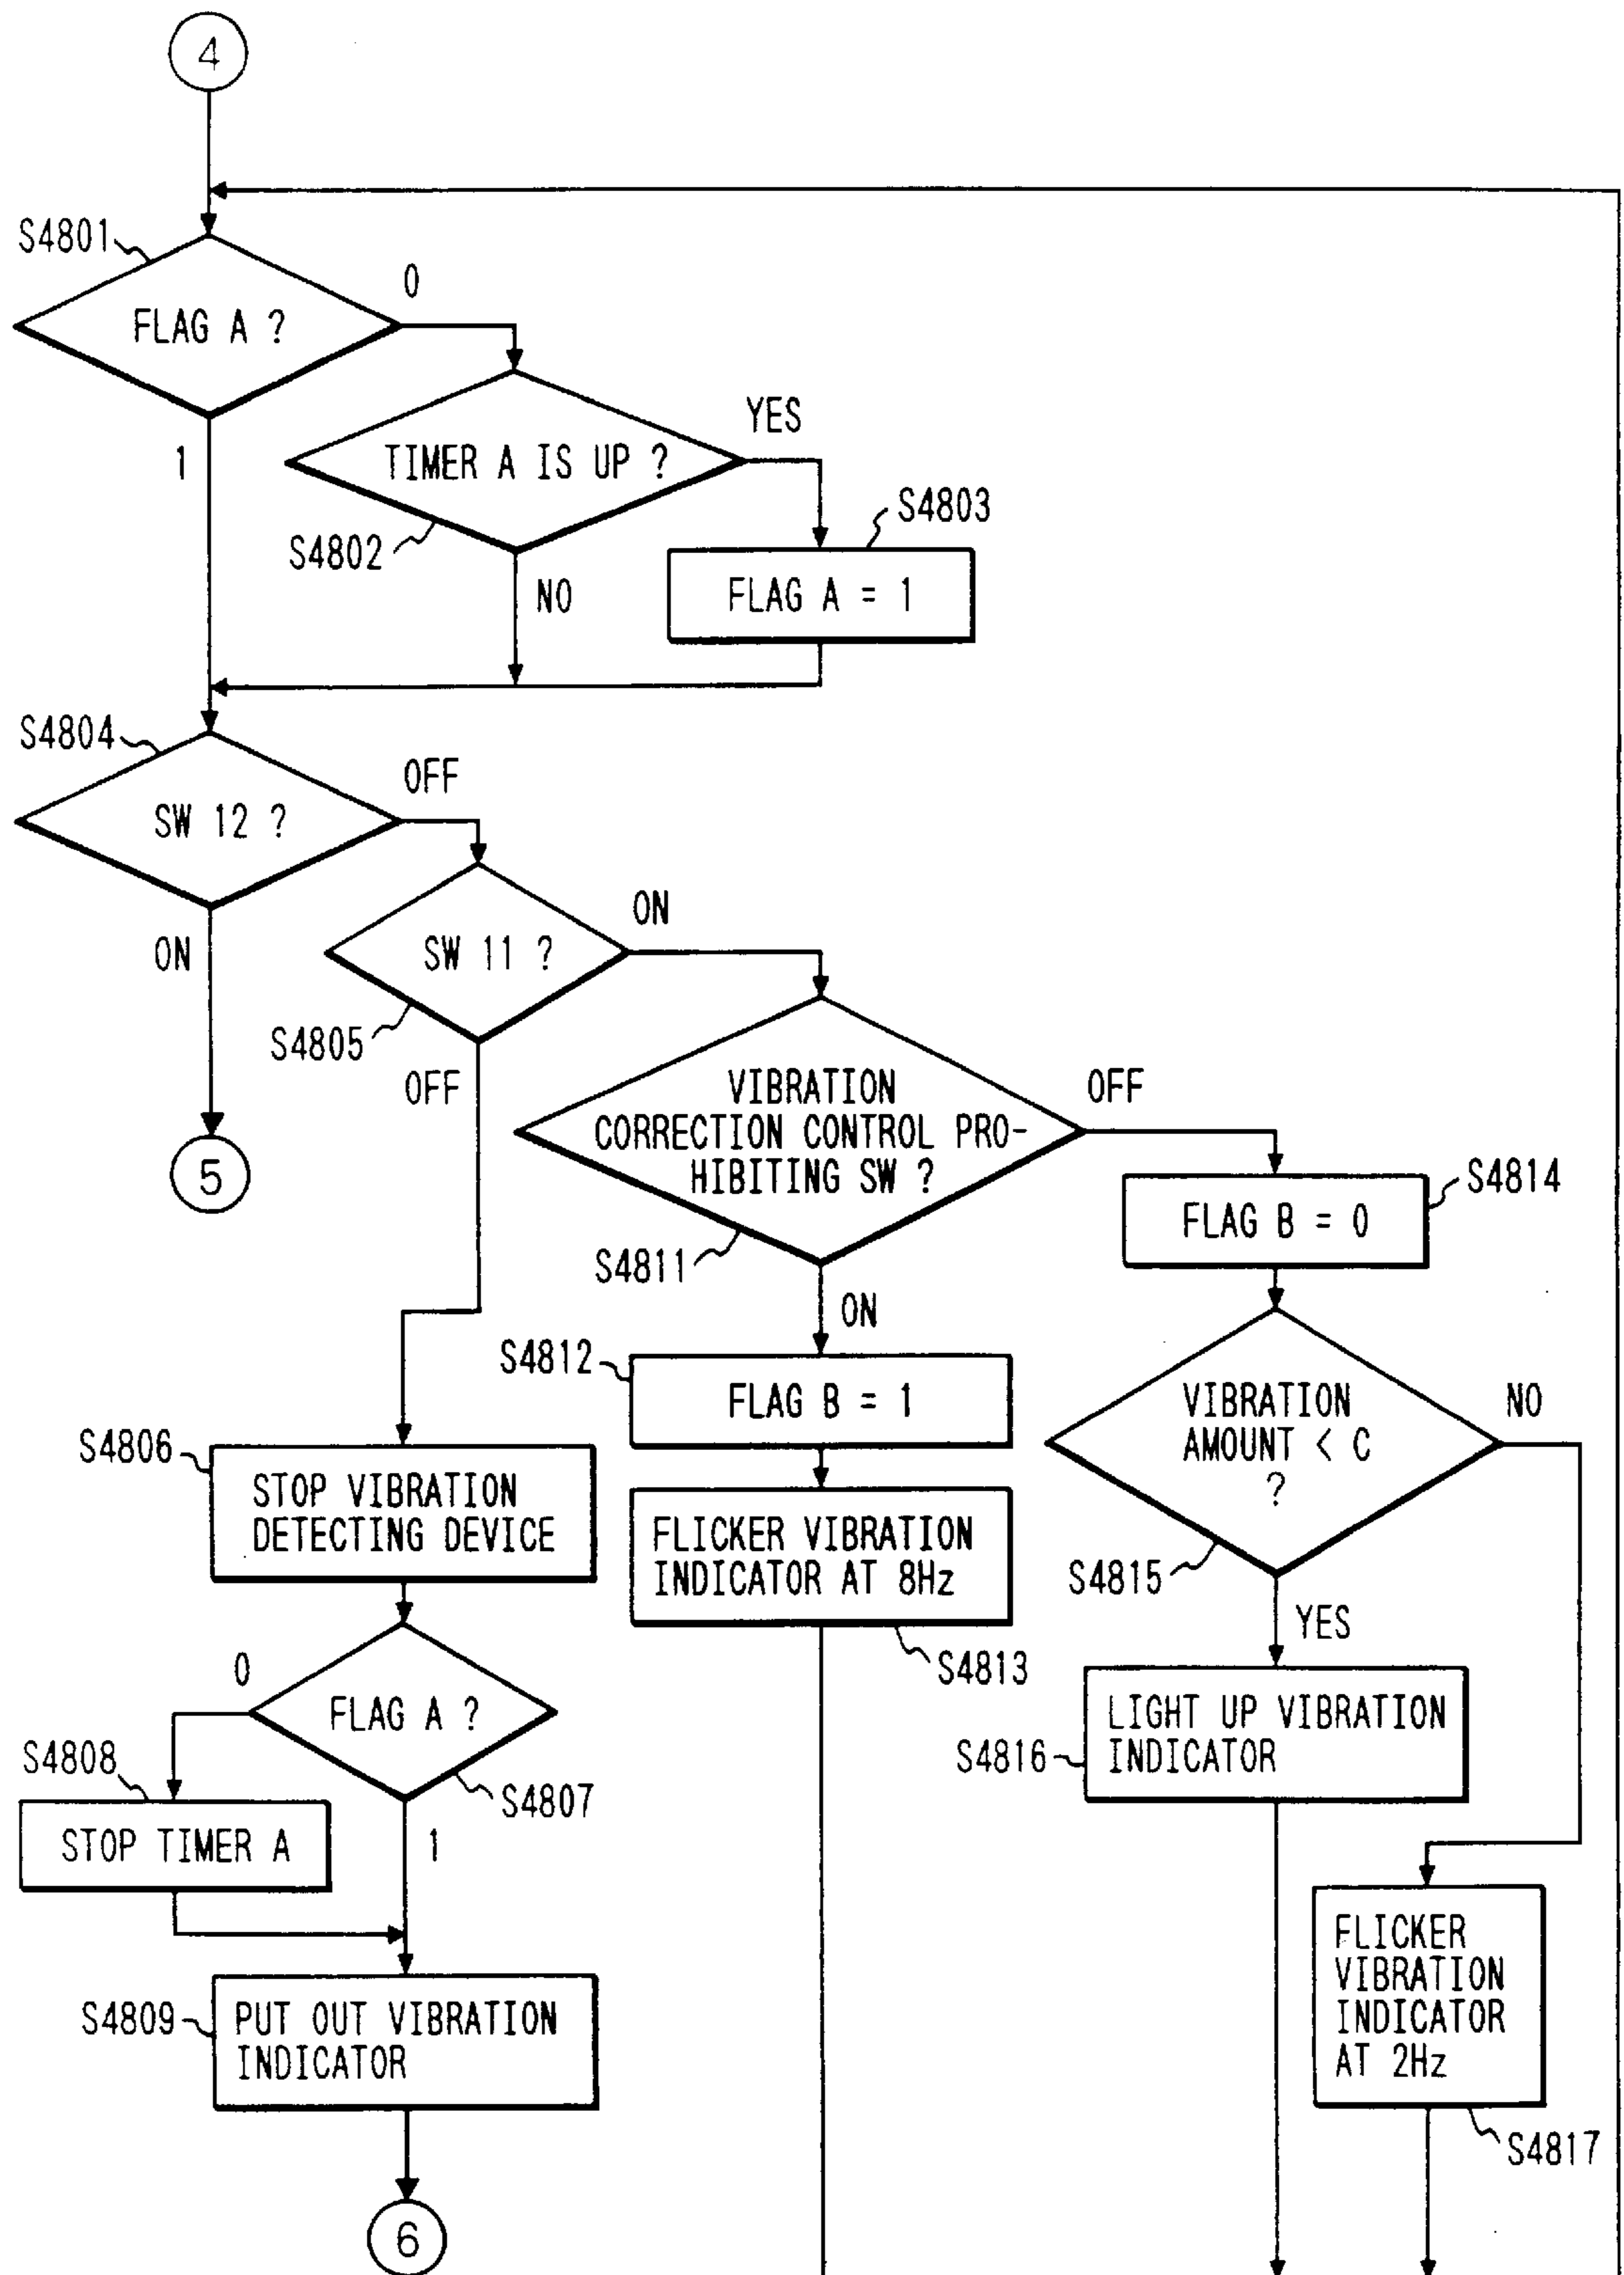 4
S4801
FLAG A ?
0
1
TIMER A IS UP ?
YES
S4802
NO
S4803
FLAG A = 1
S4804
SW 12 ?
OFF
ON
5
SW 11 ?
ON
S4805
OFF
VIBRATION
CORRECTION CONTROL PRO-
HIBITING SW ?
OFF
S4811
ON
S4814
FLAG B = 0
S4812
FLAG B = 1
VIBRATION
AMOUNT < C
?
NO
S4815
YES
S4806
STOP VIBRATION
DETECTING DEVICE
FLICKER VIBRATION
INDICATOR AT 8Hz
S4813
0
FLAG A ?
S4807
1
S4808
STOP TIMER A
LIGHT UP VIBRATION
INDICATOR
S4816
S4809
PUT OUT VIBRATION
INDICATOR
FLICKER
VIBRATION
INDICATOR
AT 2Hz
S4817
6